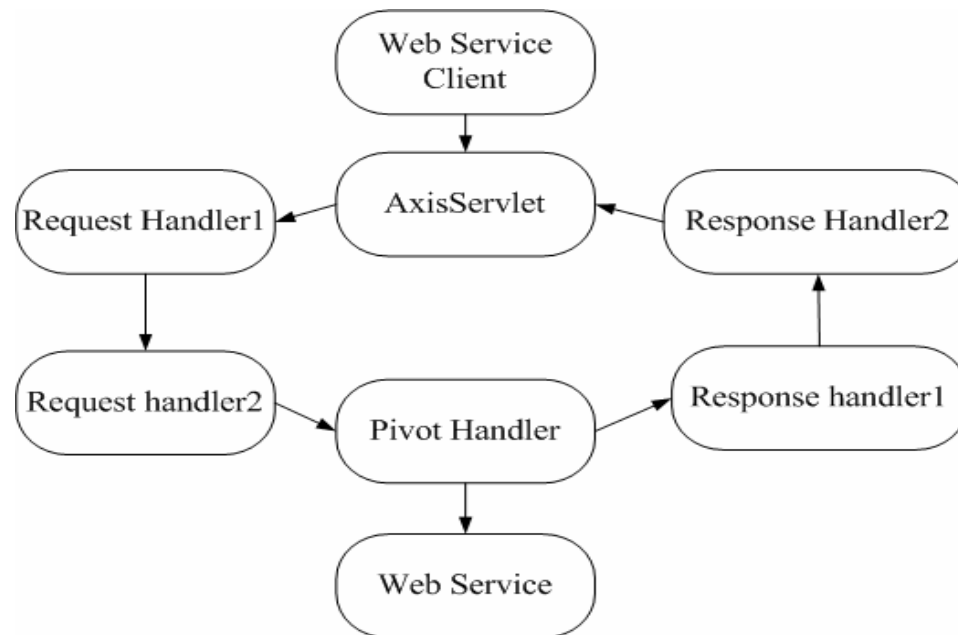 Web Service
Client
AxisServlet
Request Handler1
Response Handler2
Request handler2
Pivot Handler
Response handler1
Web Service